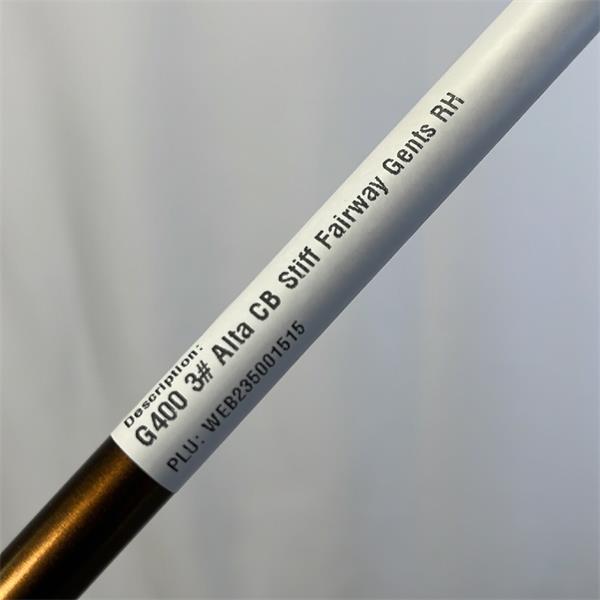 Description:
G400 3# Alta CB Stiff Fairway Gents RH
PLU: WEB235001515